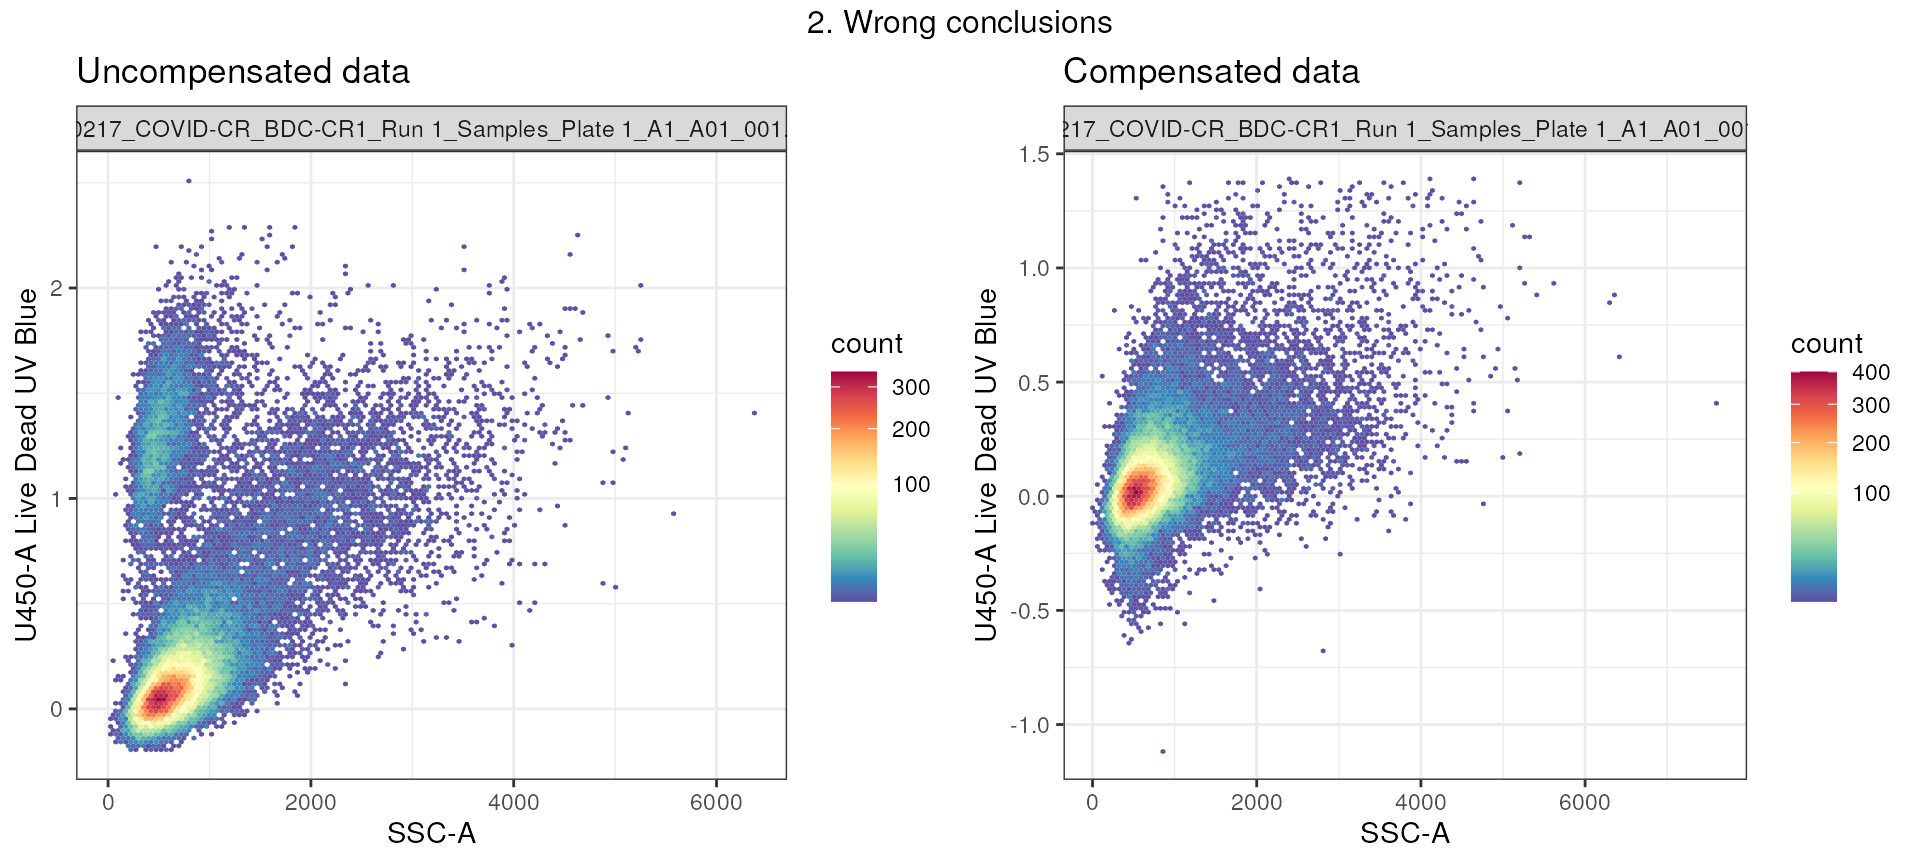 2. Wrong conclusions
Uncompensated data
0217_COVID-CR_BDC-CR1_Run 1_Samples_Plate 1_A1_A01_001.
2
1
0
U450-A Live Dead UV Blue
0
2000
4000
6000
SSC-A
count
300
200
100
Compensated data
217_COVID-CR_BDC-CR1_Run 1_Samples_Plate 1_A1_A01_00
1.5
1.0
0.5
0.0
-0.5
-1.0
U450-A Live Dead UV Blue
0
2000
4000
6000
SSC-A
count
400
300
200
100